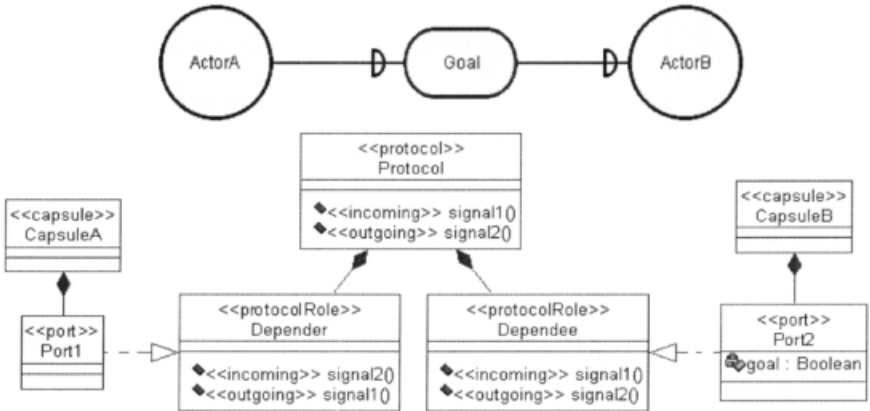 ActorA
Goal
ActorB
<<protocol>>
Protocol
<<incoming>> signal1()
<<outgoing>> signal2()
<<capsule>>
CapsuleA
<<capsule>>
CapsuleB
<<port>>
Port1
<<protocolRole>>
Depender
<<incoming>> signal2()
<<outgoing>> signal1()
<<protocolRole>>
Dependee
<<incoming>> signal1()
<<outgoing>> signal2()
<<port>>
Port2
goal : Boolean